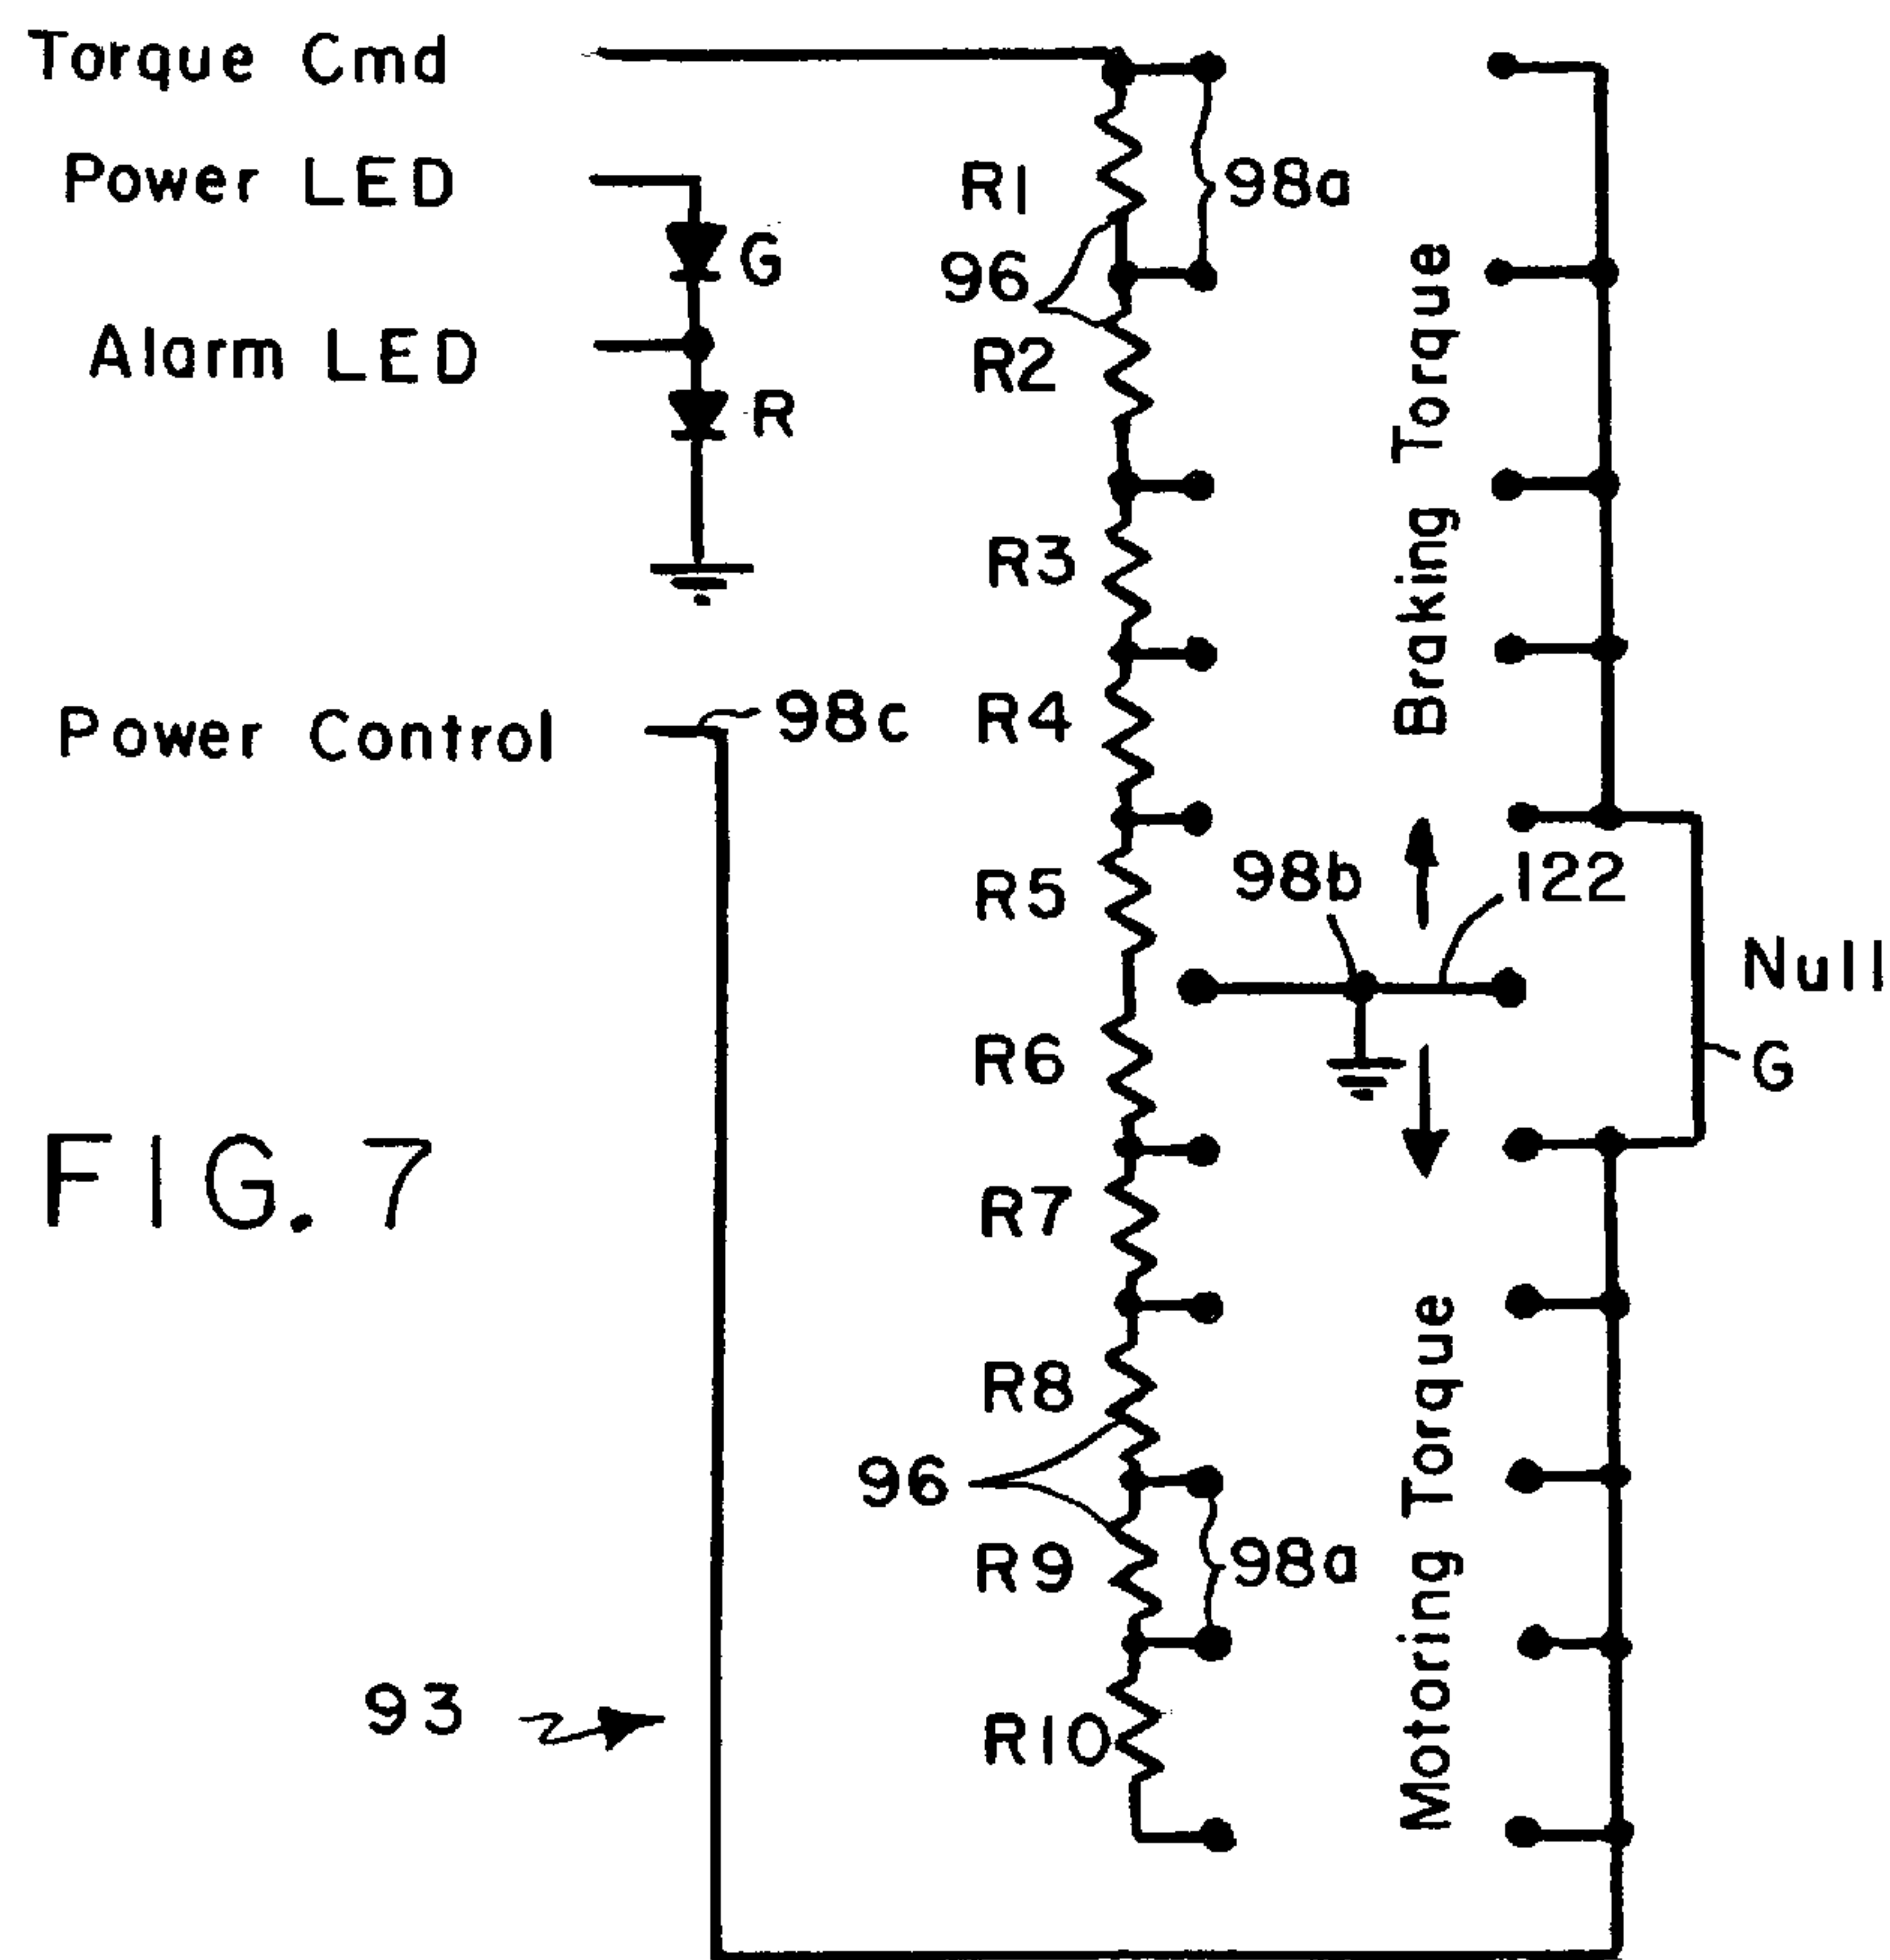 Torque Cmd
Power LED
G
Alarm LED
R
Power Control
98c
R1
98a
96
R2
R3
R4
R5
98b
122
Null
G
R6
R7
R8
96
R9
98a
R10
Braking Torque
Motoring Torque
FIG. 7
93